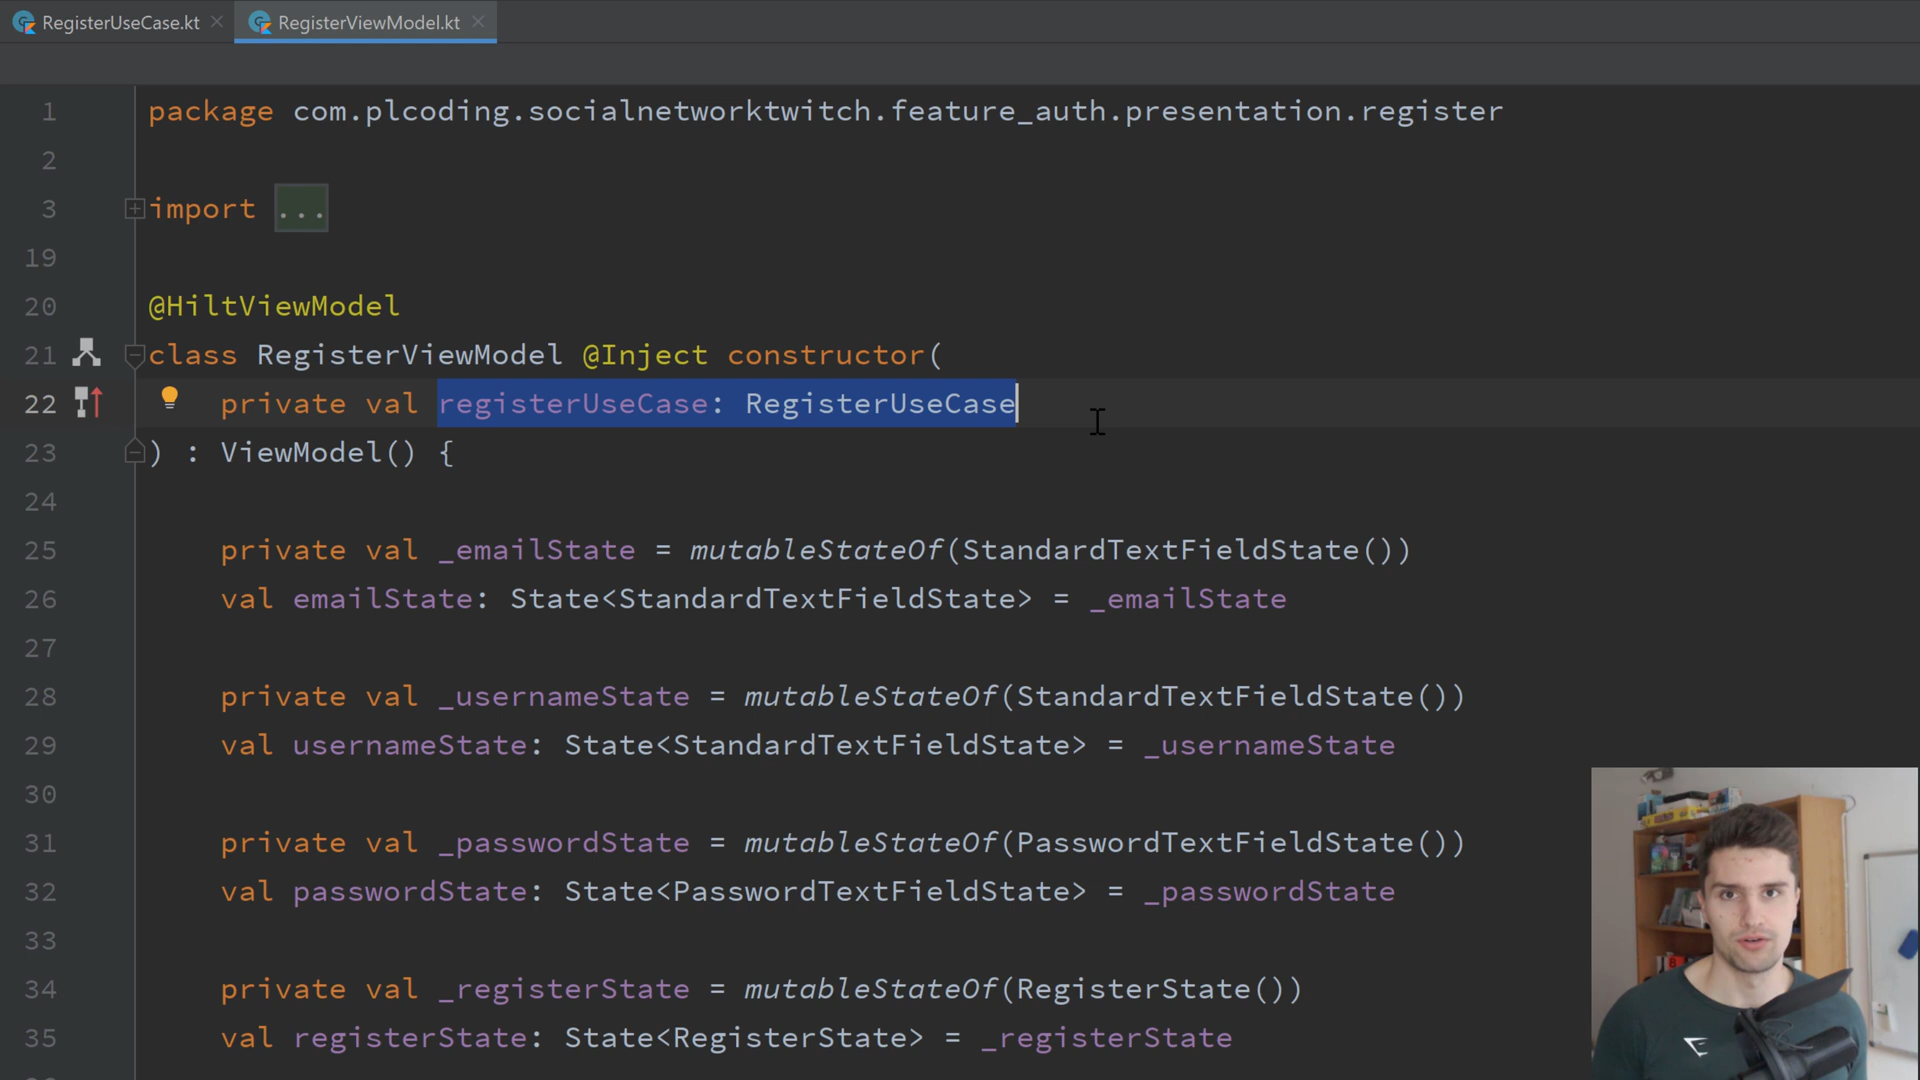 RegisterUseCase.kt
RegisterViewModel.kt
1 package com.plcoding.socialnetworktwitch.feature_auth.presentation.register
2
3 import ...
19
20 @HiltViewModel
21 class RegisterViewModel @Inject constructor(
22 private val registerUseCase: RegisterUseCase
23 ) : ViewModel() {
24
25 private val _emailState = mutableStateOf(StandardTextFieldState())
26 val emailState: State<StandardTextFieldState> = _emailState
27
28 private val _usernameState = mutableStateOf(StandardTextFieldState())
29 val usernameState: State<StandardTextFieldState> = _usernameState
30
31 private val _passwordState = mutableStateOf(PasswordTextFieldState())
32 val passwordState: State<PasswordTextFieldState> = _passwordState
33
34 private val _registerState = mutableStateOf(RegisterState())
35 val registerState: State<RegisterState> = _registerState